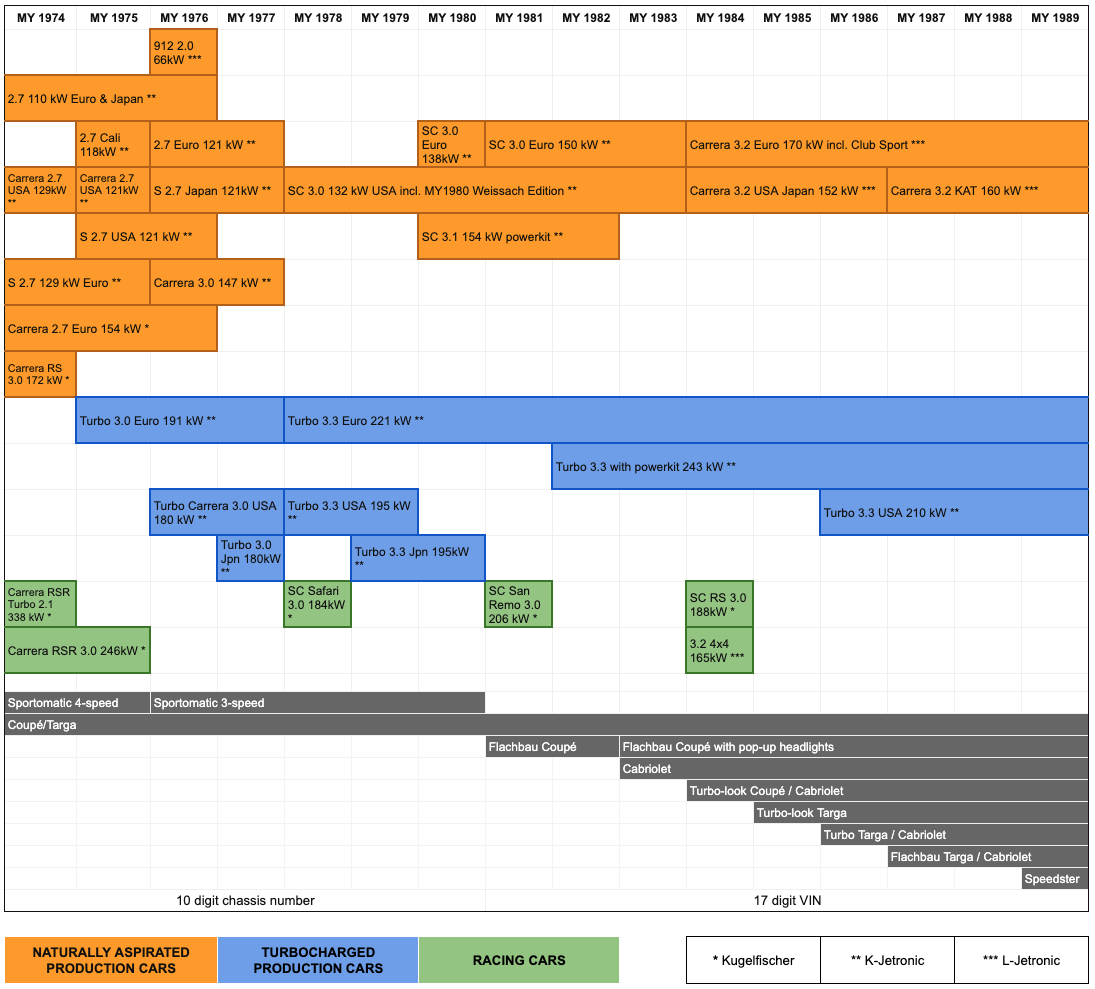 MY 1974 MY 1975 MY 1976 MY 1977 MY 1978 MY 1979 MY 1980 MY 1981 MY 1982 MY 1983 MY 1984 MY 1985 MY 1986 MY 1987 MY 1988 MY 1989
912 2.0
66kW ***
2.7 110 kW Euro & Japan **
2.7 Cali
118kW **
2.7 Euro 121 kW **
SC 3.0
Euro
138kW **
SC 3.0 Euro 150 kW **
Carrera 3.2 Euro 170 kW incl. Club Sport ***
Carrera 2.7
USA 129kW
**
Carrera 2.7
USA 121kW
**
S 2.7 Japan 121kW **
SC 3.0 132 kW USA incl. MY1980 Weissach Edition **
Carrera 3.2 USA Japan 152 kW ***
Carrera 3.2 KAT 160 kW ***
S 2.7 USA 121 kW **
SC 3.1 154 kW powerkit **
S 2.7 129 kW Euro **
Carrera 3.0 147 kW **
Carrera 2.7 Euro 154 kW *
Carrera RS
3.0 172 kW *
Turbo 3.0 Euro 191 kW **
Turbo 3.3 Euro 221 kW **
Turbo 3.3 with powerkit 243 kW **
Turbo Carrera 3.0 USA
180 kW **
Turbo 3.3 USA 195 kW
**
Turbo 3.3 USA 210 kW **
Turbo 3.0
Jpn 180kW
**
Turbo 3.3 Jpn 195kW
**
Carrera RSR
Turbo 2.1
338 kW *
SC Safari
3.0 184kW
*
SC San
Remo 3.0
206 kW *
SC RS 3.0
188kW *
Carrera RSR 3.0 246kW *
3.2 4x4
165kW ***
Sportomatic 4-speed
Sportomatic 3-speed
Coupé/Targa
Flachbau Coupé
Flachbau Coupé with pop-up headlights
Cabriolet
Turbo-look Coupé / Cabriolet
Turbo-look Targa
Turbo Targa / Cabriolet
Flachbau Targa / Cabriolet
Speedster
10 digit chassis number
17 digit VIN
NATURALLY ASPIRATED
PRODUCTION CARS
TURBOCHARGED
PRODUCTION CARS
RACING CARS
* Kugelfischer
** K-Jetronic
*** L-Jetronic